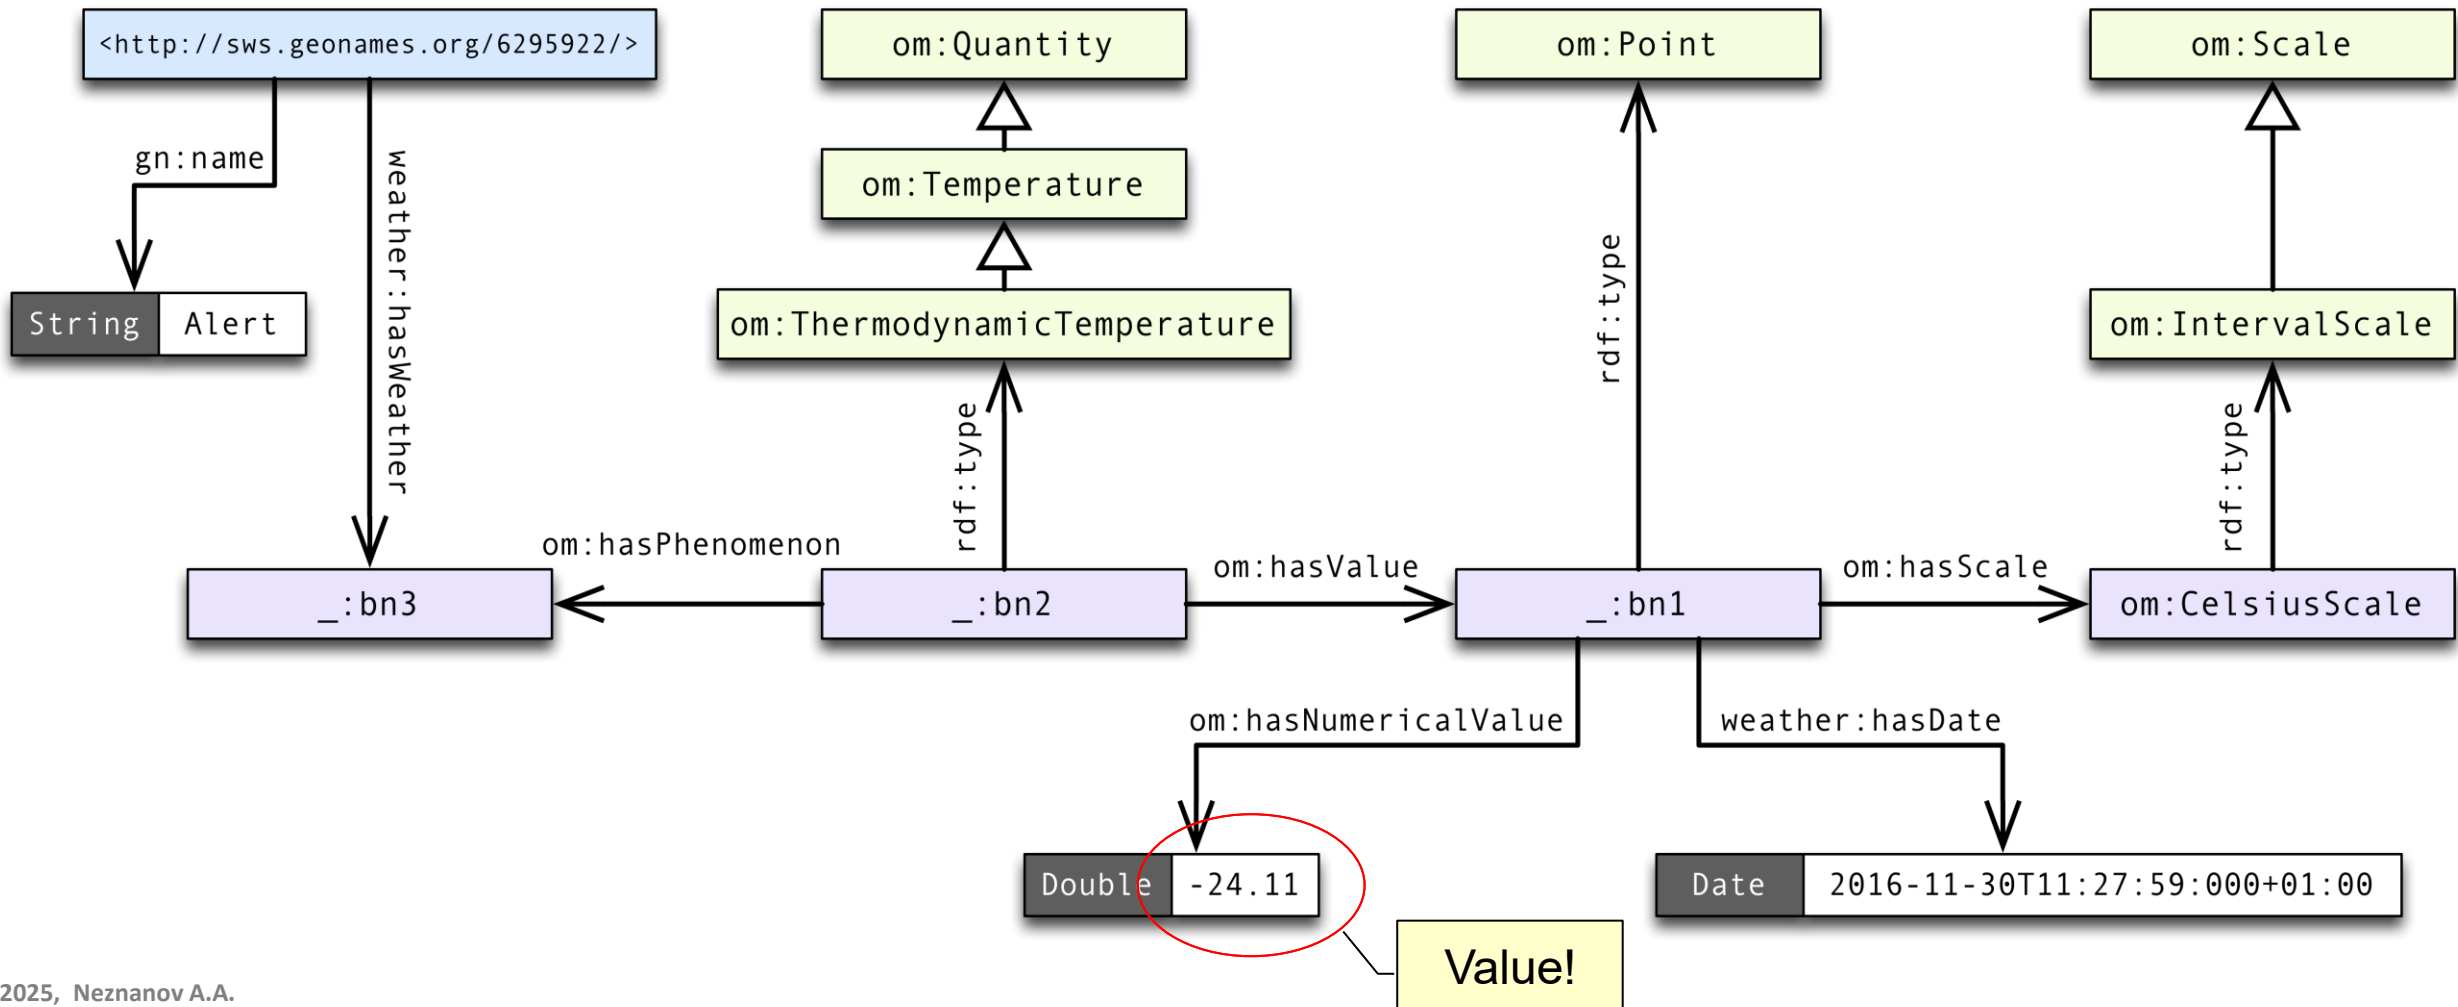 <http://sws.geonames.org/6295922/>
om:Quantity
om:Point
om:Scale
gn:name
weather:hasWeather
om:Temperature
String
Alert
om:ThermodynamicTemperature
rdf:type
om:IntervalScale
rdf:type
rdf:type
om:hasPhenomenon
om:hasValue
om:hasScale
_:bn3
_:bn2
_:bn1
om:CelsiusScale
om:hasNumericalValue
weather:hasDate
Double
-24.11
Date
2016-11-30T11:27:59:000+01:00
Value!
2025, Neznanov A.A.